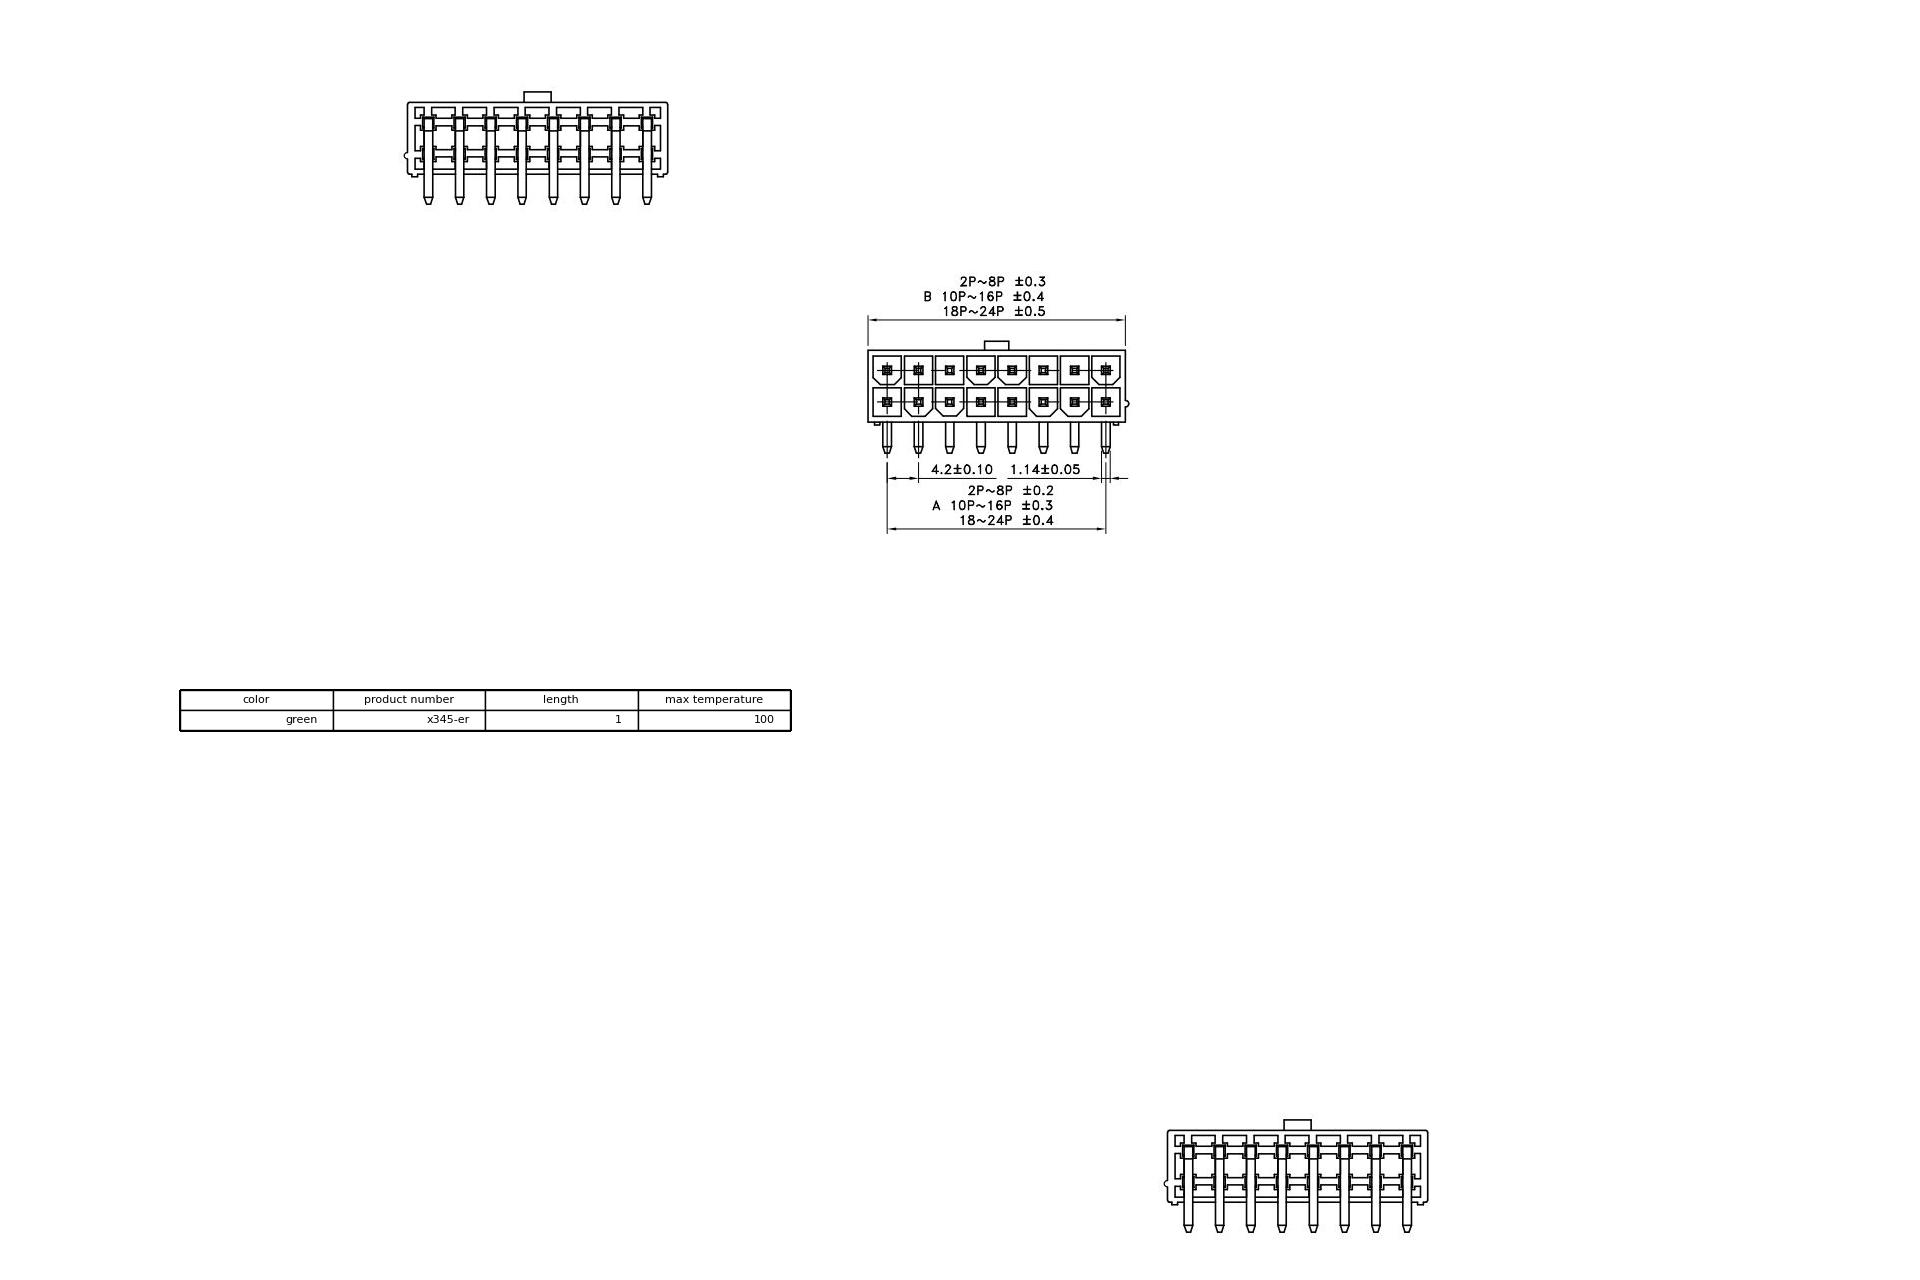 2P~8P ±0.3
B 10P~16P ±0.4
18P~24P ±0.5
4.2±0.10 1.14±0.05
2P~8P ±0.2
A 10P~16P ±0.3
18~24P ±0.4
color product number length max temperature
green x345-er 1 100